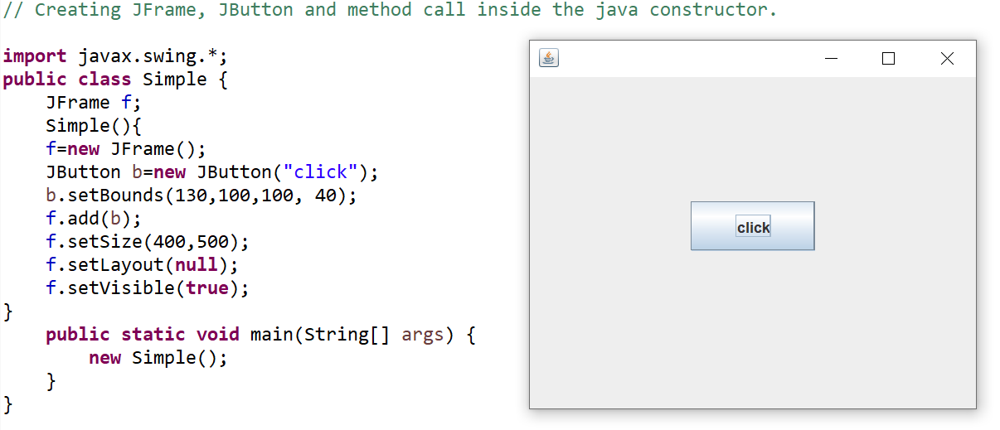 // Creating JFrame, JButton and method call inside the java constructor.
import javax.swing.*;
public class Simple {
    JFrame f;
    Simple(){
    f=new JFrame();
    JButton b=new JButton("click");
    b.setBounds(130,100,100, 40);
    f.add(b);
    f.setSize(400,500);
    f.setLayout(null);
    f.setVisible(true);
}
    public static void main(String[] args) {
        new Simple();
    }
}
click